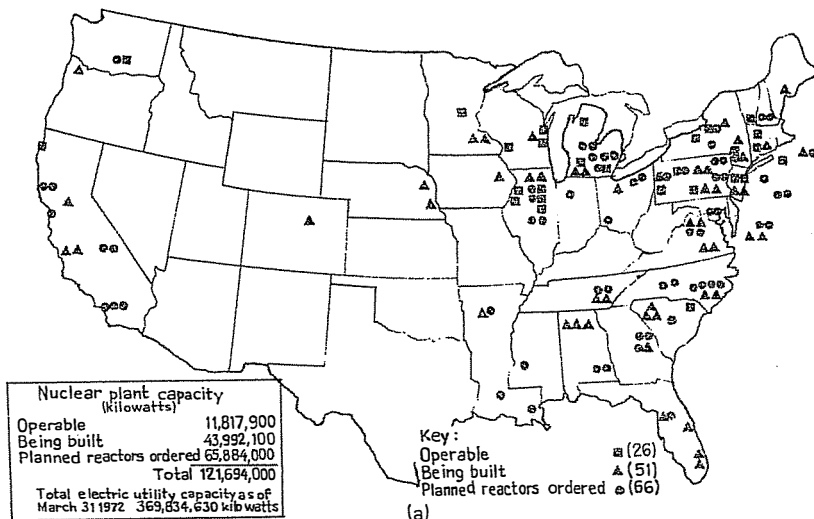 Nuclear plant capacity
(kilowatts)
Operable 11,817,900
Being built 43,992,100
Planned reactors ordered 65,884,000
Total 121,694,000
Total electric utility capacity as of
March 31 1972 369,834,630 kilowatts
Key:
Operable (26)
Being built (51)
Planned reactors ordered (66)
(a)